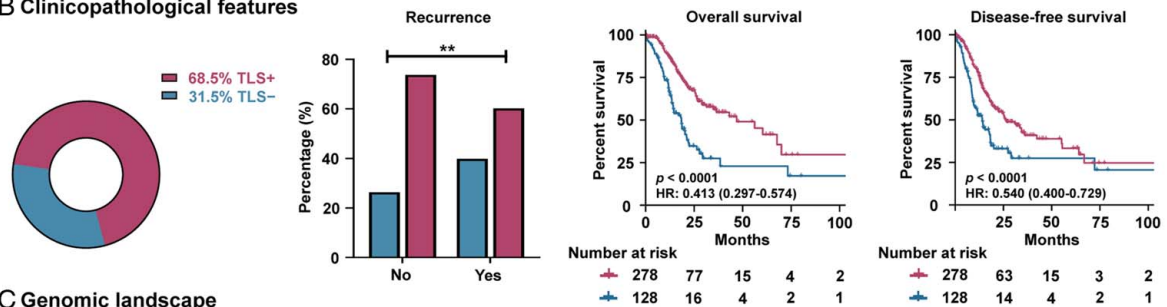 B Clinicopathological features
68.5% TLS+
31.5% TLS−
Recurrence
**
Percentage (%)
80
60
40
20
0
No Yes
Overall survival
Percent survival
100
75
50
25
0
p < 0.0001
HR: 0.413 (0.297-0.574)
0 25 50 75 100
Months
Number at risk
278 77 15 4 2
128 16 4 2 1
Disease-free survival
Percent survival
100
75
50
25
0
p < 0.0001
HR: 0.540 (0.400-0.729)
0 25 50 75 100
Months
Number at risk
278 63 15 3 2
128 14 4 2 1
C Genomic landscape